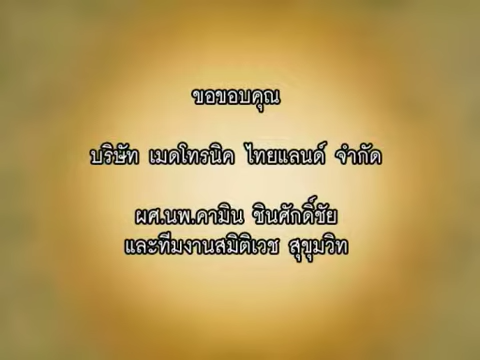 ขอขอบคุณ
บริษัท เมดโทรนิค ไทยแลนด์ จำกัด
ผศ.นพ.คามิน ชินศักดิ์ชัย
และทีมงานสมิติเวช สุขุมวิท